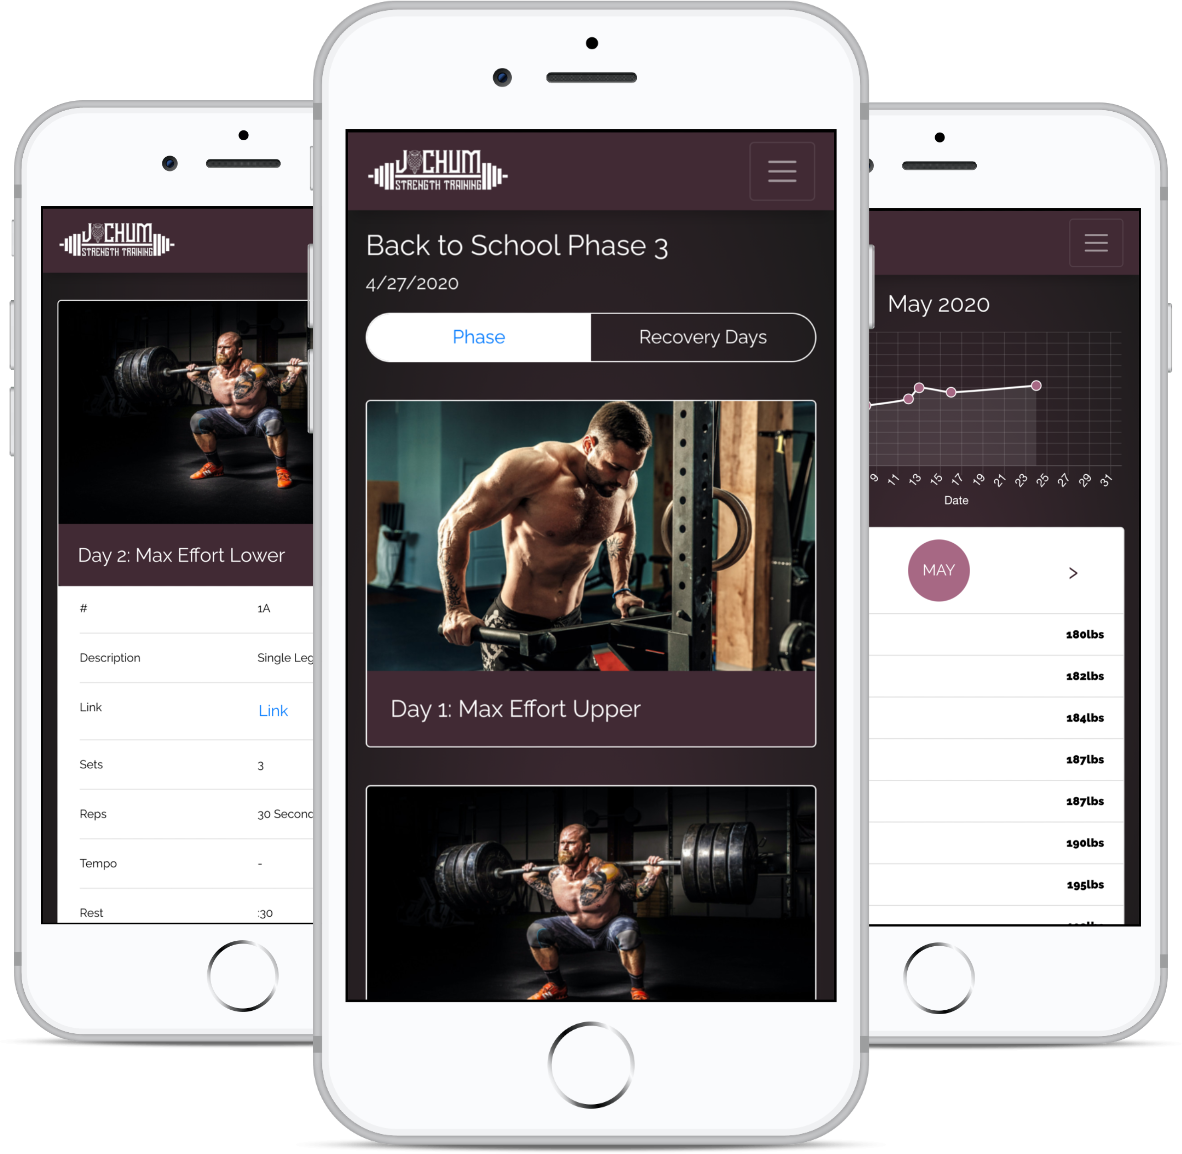 JOCHUM
STRENGTH TRAINING
Day 2: Max Effort Lower
# 1A
Description Single Leg
Link Link
Sets 3
Reps 30 Second
Tempo -
Rest :30
JOCHUM
STRENGTH TRAINING
Back to School Phase 3
4/27/2020
Phase Recovery Days
Day 1: Max Effort Upper
May 2020
9 11 13 15 17 19 21 23 25 27 29 31
Date
MAY >
180lbs
182lbs
184lbs
187lbs
187lbs
190lbs
195lbs